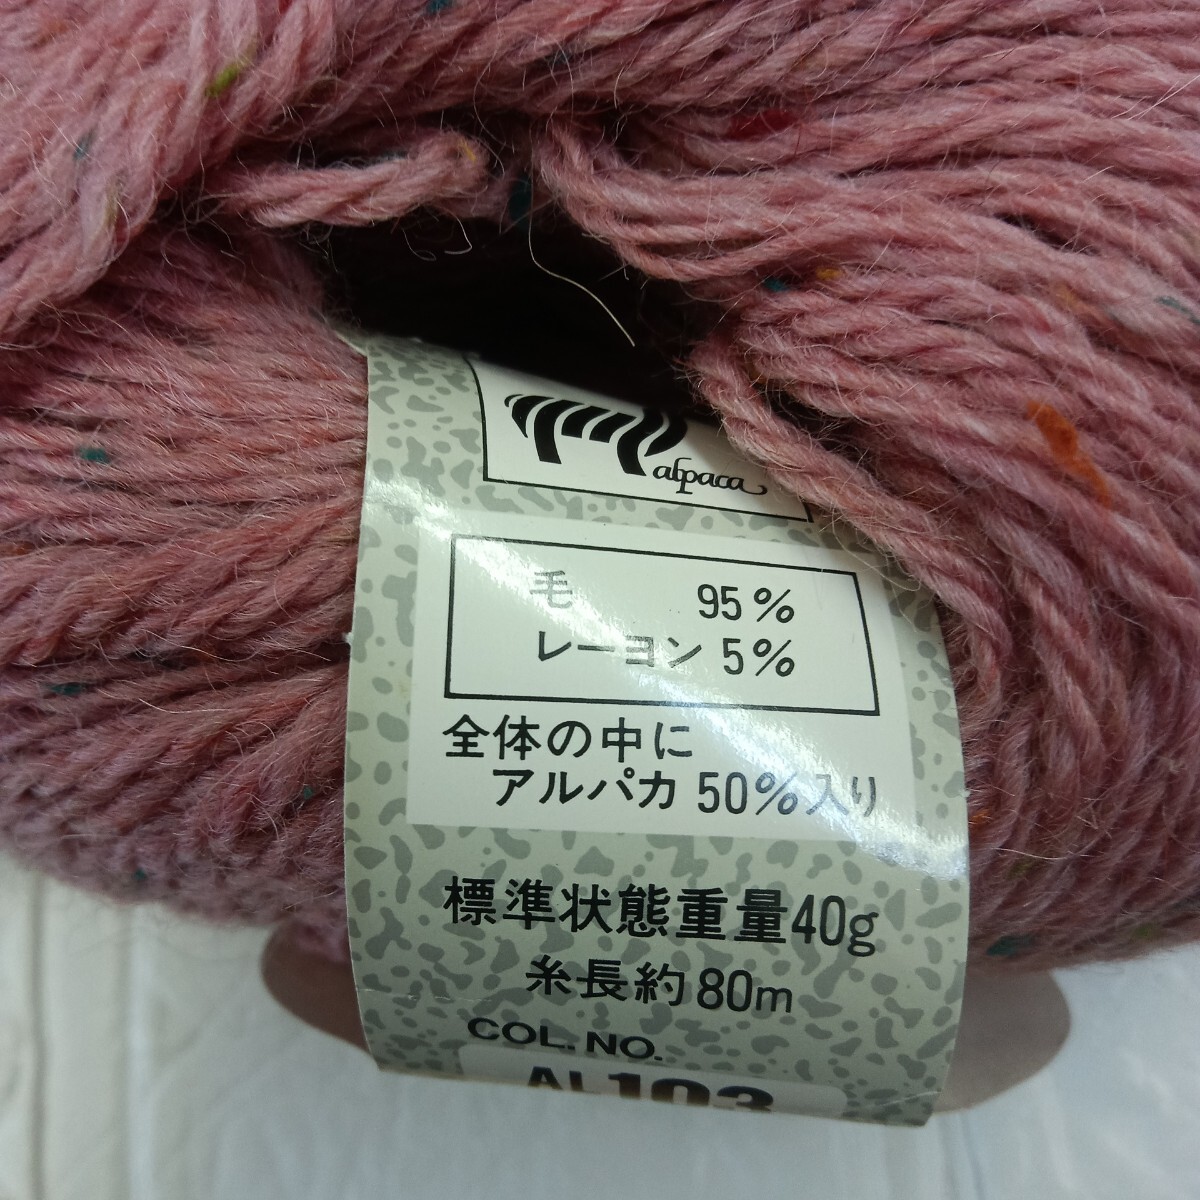 alpaca
毛 95%
レーヨン 5%
全体の中に
アルパカ 50%入り
標準状態重量40g
糸長約80m
COL.NO.
AL103